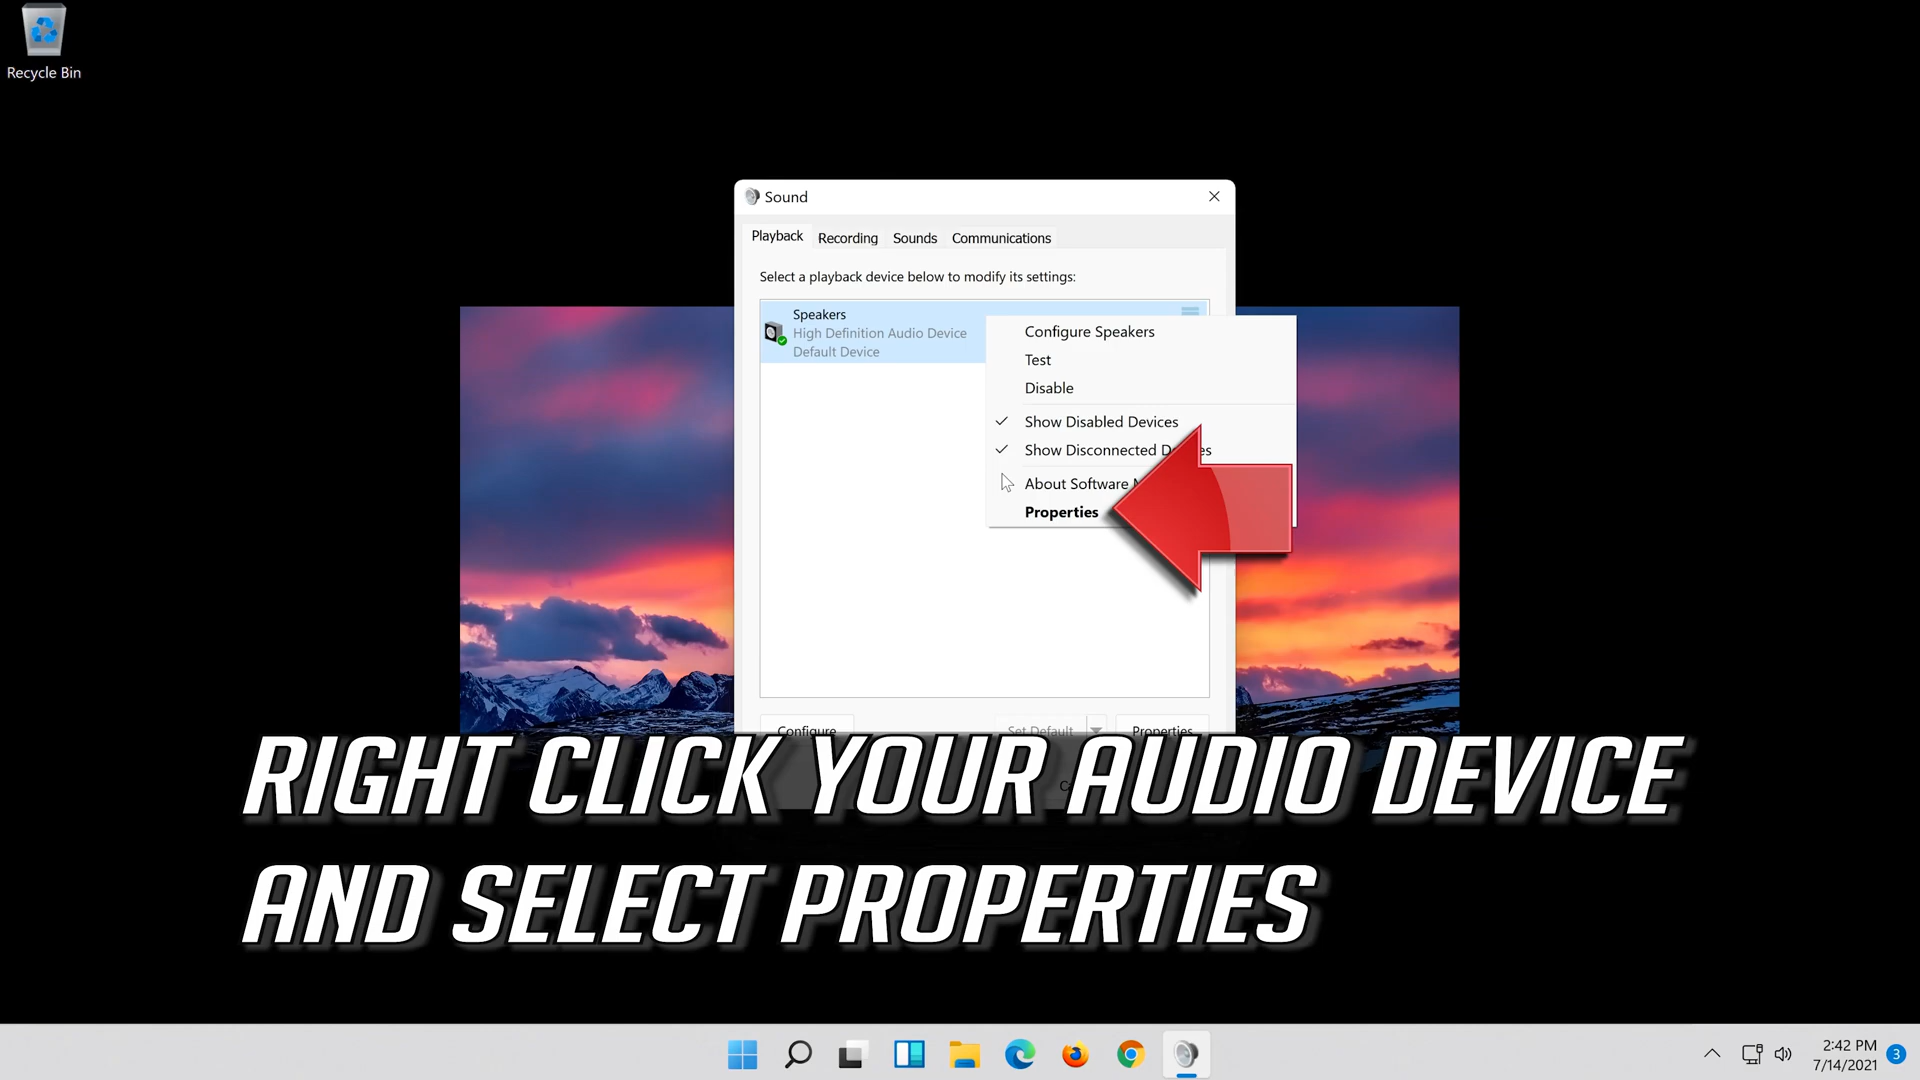 Recycle Bin
Sound
Playback Recording Sounds Communications
Select a playback device below to modify its settings:
Speakers
High Definition Audio Device
Default Device
Configure Speakers
Test
Disable
Show Disabled Devices
Show Disconnected
About Software
Properties
Configure Set Default Properties
RIGHT CLICK YOUR AUDIO DEVICE
AND SELECT PROPERTIES
2:42 PM
7/14/2021
3